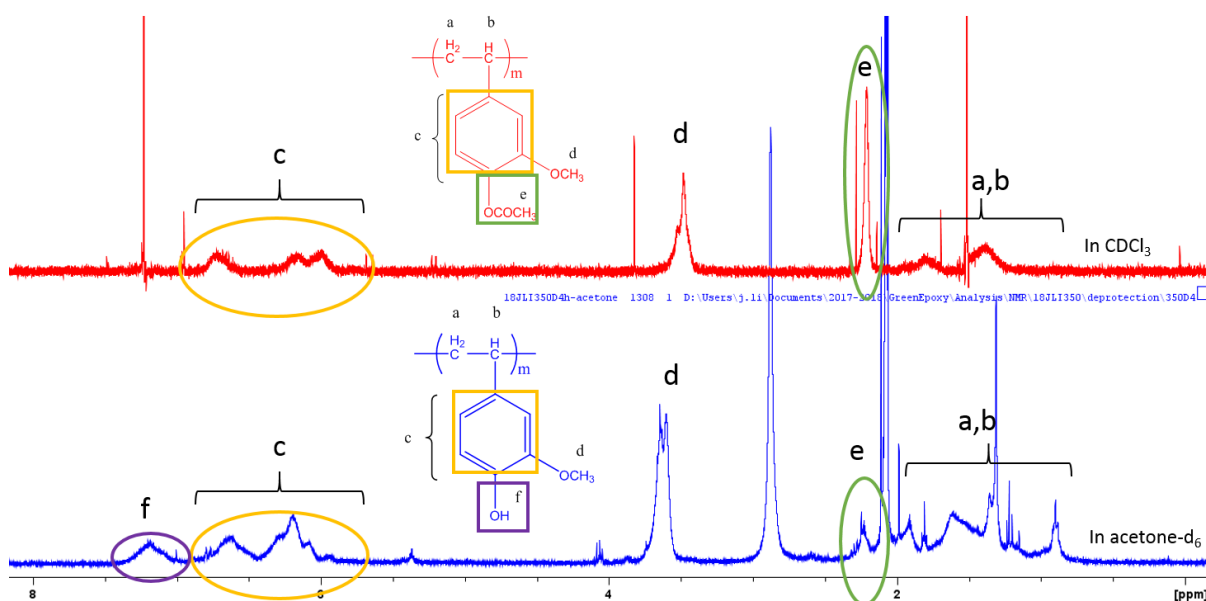 a b
H2 H
C C
m
c
d
OCH3
e
OCOCH3
c
d
e
a,b
In CDCl3
18JLI350D4h-acetone 1308 1 D:\Users\j.li\Documents\2017-2018\GreenEpoxy\Analysis\NMR\18JLI350\deprotection\350D4
a b
H2 H
C C
m
c
d
OCH3
f
OH
f
c
d
e
a,b
In acetone-d6
8 6 4 2 [ppm]